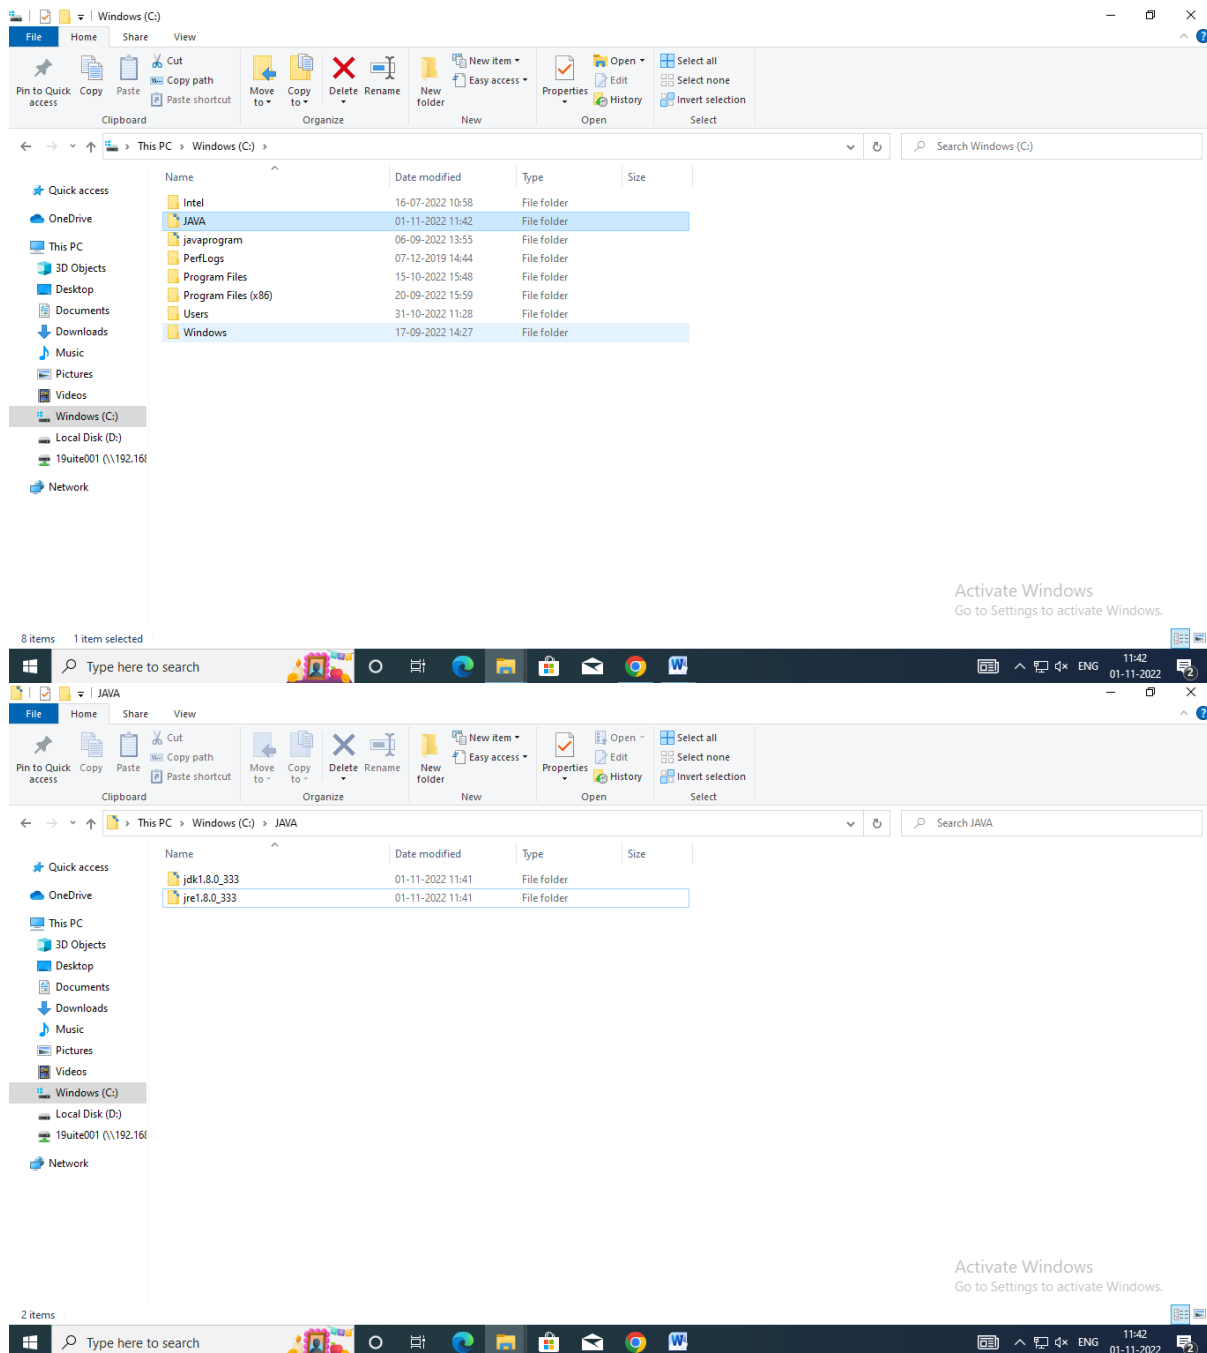 Windows (C:)
File Home Share View
Pin to Quick access Copy Paste Cut Copy path Paste shortcut Move to Copy to Delete Rename New folder New item Easy access Properties Open Edit History Select all Select none Invert selection
Clipboard Organize New Open Select
This PC > Windows (C:) > Search Windows (C:)
Name Date modified Type Size
Quick access
OneDrive
This PC
3D Objects
Desktop
Documents
Downloads
Music
Pictures
Videos
Windows (C:)
Local Disk (D:)
19uite001 (\\192.168
Network
Intel 16-07-2022 10:58 File folder
JAVA 01-11-2022 11:42 File folder
javaprogram 06-09-2022 13:55 File folder
PerfLogs 07-12-2019 14:44 File folder
Program Files 15-10-2022 15:48 File folder
Program Files (x86) 20-09-2022 15:59 File folder
Users 31-10-2022 11:28 File folder
Windows 17-09-2022 14:27 File folder
Activate Windows
Go to Settings to activate Windows.
8 items 1 item selected
Type here to search ENG 11:42
01-11-2022 2
JAVA
File Home Share View
Pin to Quick access Copy Paste Cut Copy path Paste shortcut Move to Copy to Delete Rename New folder New item Easy access Properties Open Edit History Select all Select none Invert selection
Clipboard Organize New Open Select
This PC > Windows (C:) > JAVA Search JAVA
Name Date modified Type Size
Quick access
OneDrive
This PC
3D Objects
Desktop
Documents
Downloads
Music
Pictures
Videos
Windows (C:)
Local Disk (D:)
19uite001 (\\192.168
Network
jdk1.8.0_333 01-11-2022 11:41 File folder
jre1.8.0_333 01-11-2022 11:41 File folder
Activate Windows
Go to Settings to activate Windows.
2 items
Type here to search ENG 11:42
01-11-2022 2